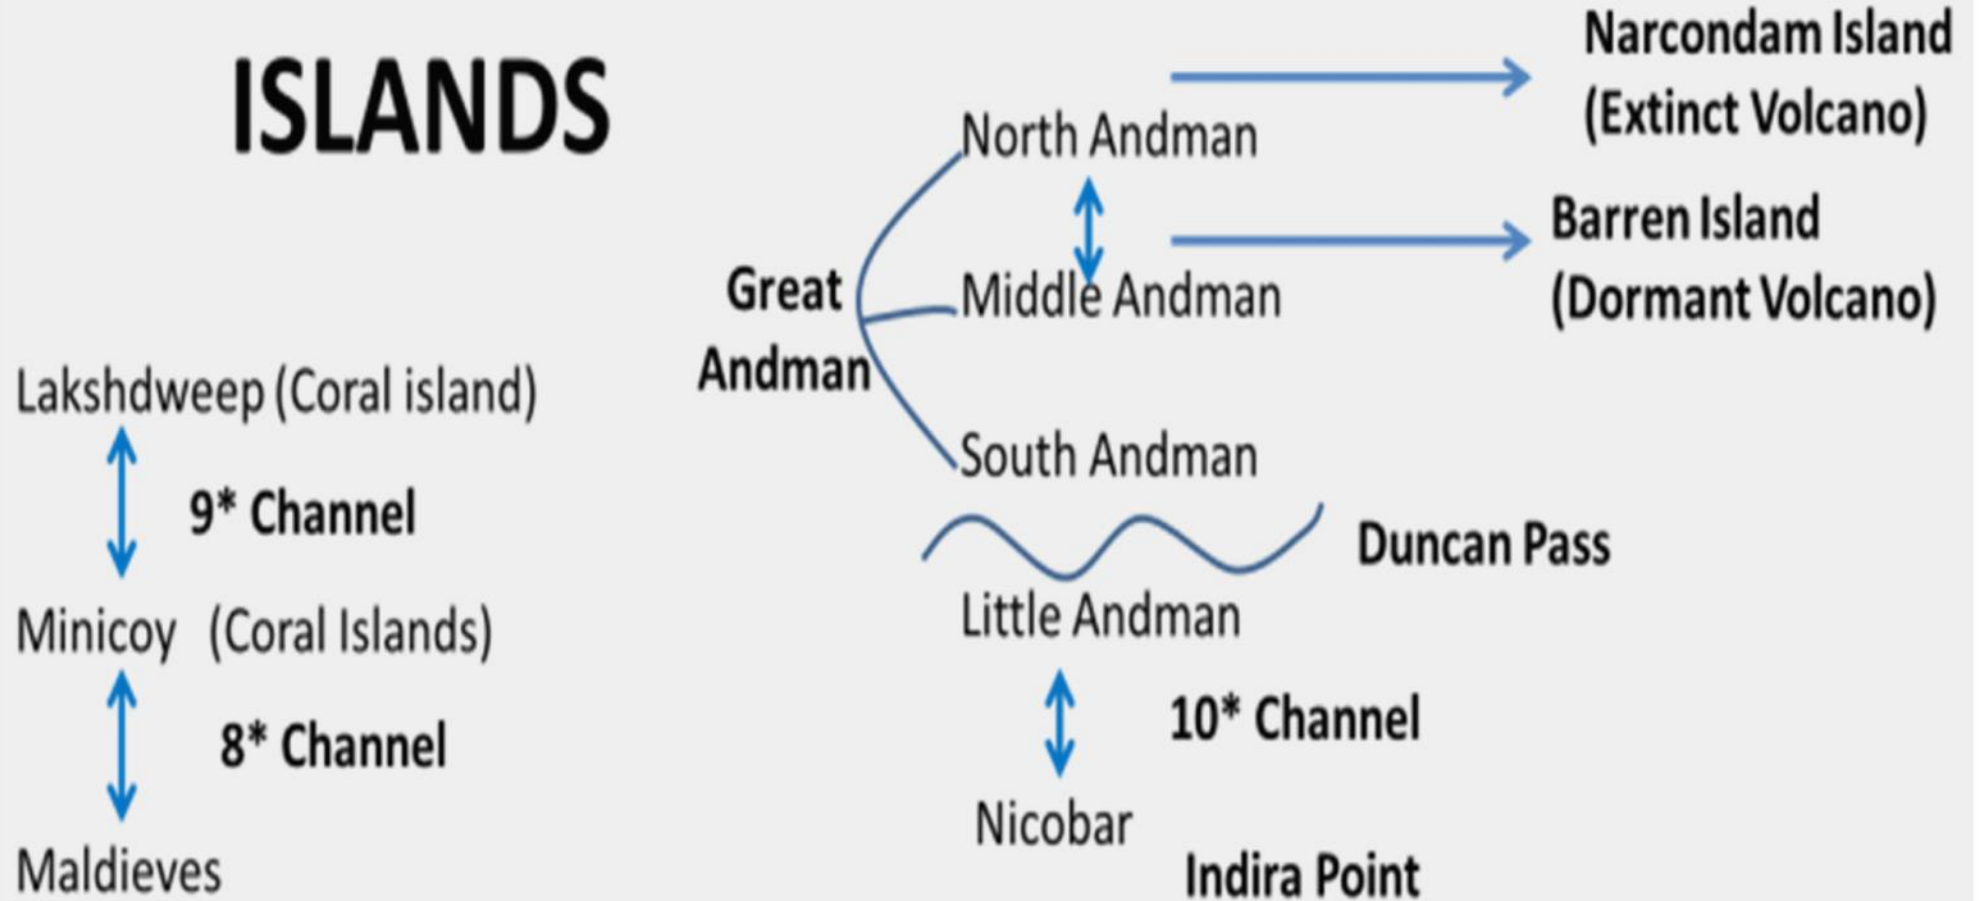 ISLANDS
Narcondam Island
(Extinct Volcano)
North Andman
Barren Island
(Dormant Volcano)
Great
Andman
Middle Andman
South Andman
Duncan Pass
Little Andman
10* Channel
Nicobar
Indira Point
Lakshdweep (Coral island)
9* Channel
Minicoy (Coral Islands)
8* Channel
Maldieves